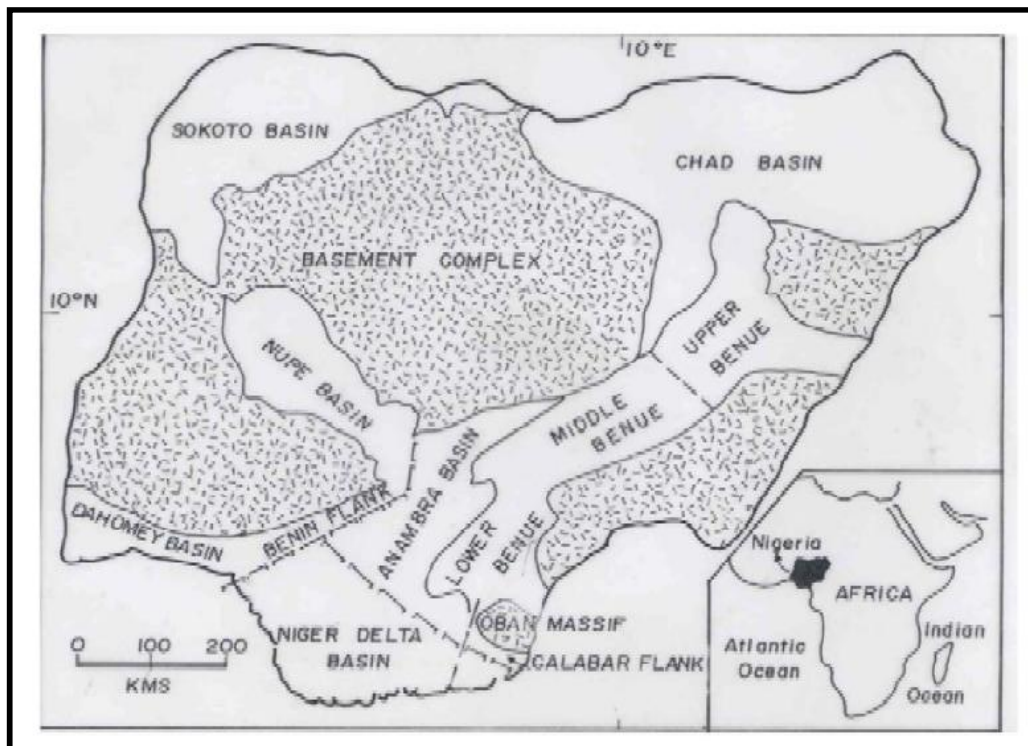 10°E
SOKOTO BASIN
CHAD BASIN
BASEMENT COMPLEX
10°N
NUPE BASIN
UPPER
BENUE
MIDDLE
BENUE
ANAMBRA BASIN
LOWER
BENUE
DAHOMEY BASIN
BENIN FLANK
OBAN MASSIF
NIGER DELTA
BASIN
CALABAR FLANK
0 100 200
KMS
Nigeria
AFRICA
Atlantic
Ocean
Indian
Ocean